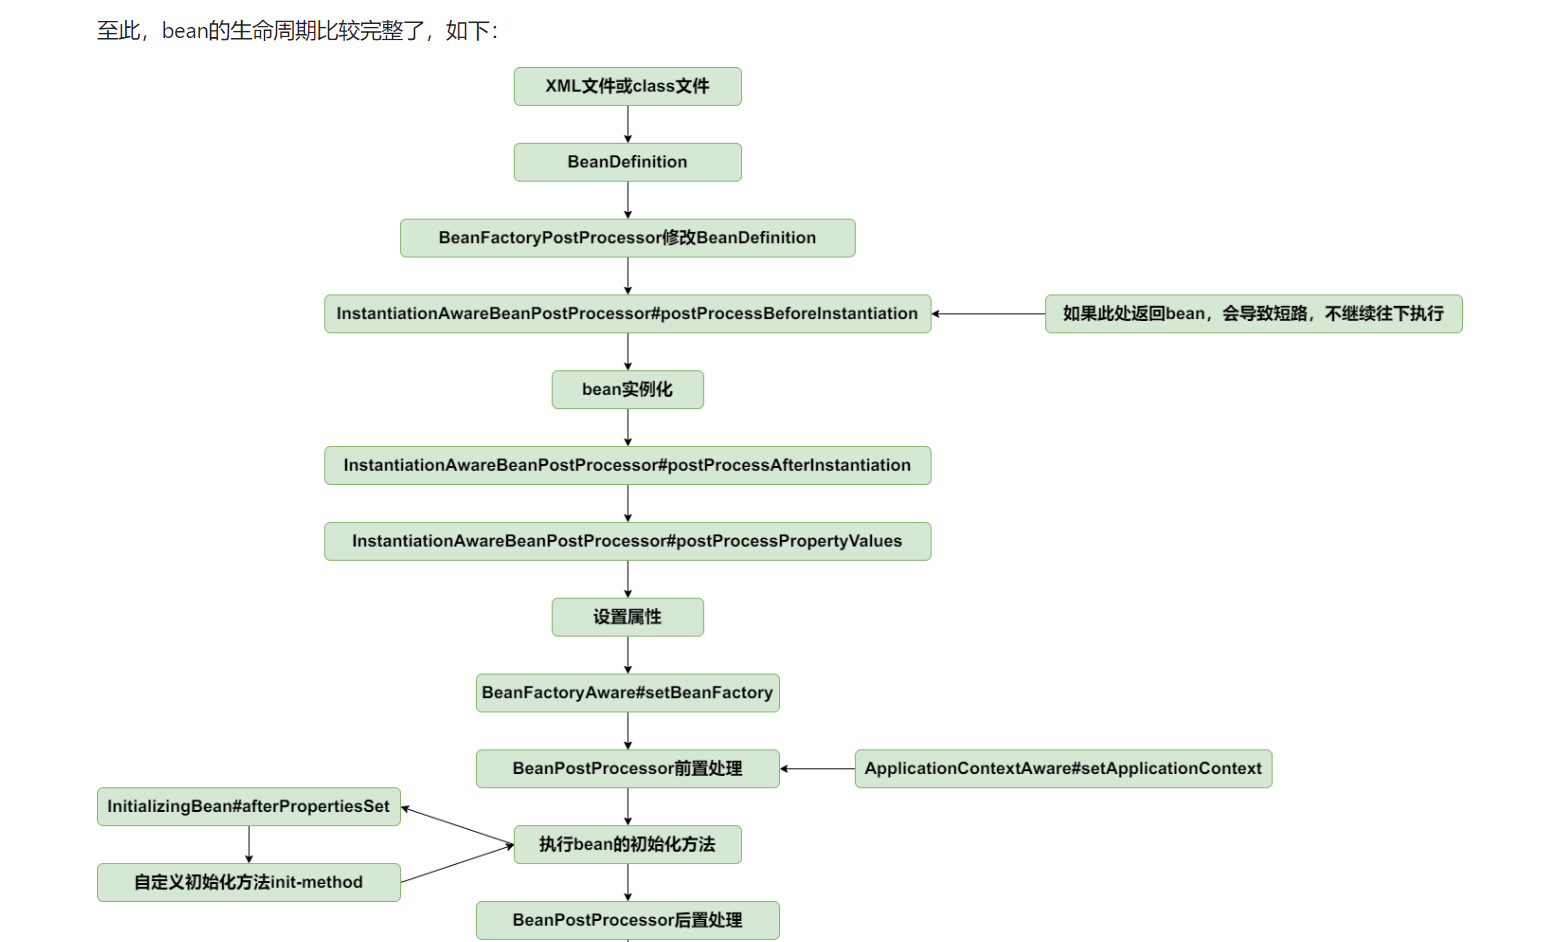 至此，bean的生命周期比较完整了，如下：
XML文件或class文件
BeanDefinition
BeanFactoryPostProcessor修改BeanDefinition
InstantiationAwareBeanPostProcessor#postProcessBeforeInstantiation
如果此处返回bean，会导致短路，不继续往下执行
bean实例化
InstantiationAwareBeanPostProcessor#postProcessAfterInstantiation
InstantiationAwareBeanPostProcessor#postProcessPropertyValues
设置属性
BeanFactoryAware#setBeanFactory
BeanPostProcessor前置处理
ApplicationContextAware#setApplicationContext
InitializingBean#afterPropertiesSet
执行bean的初始化方法
自定义初始化方法init-method
BeanPostProcessor后置处理